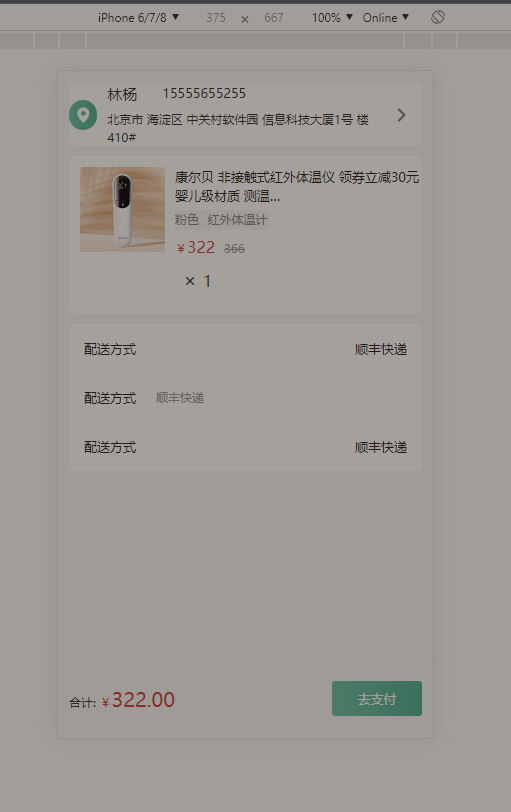 iPhone 6/7/8 ▼ 375 × 667 100% ▼ Online ▼
林杨 15555655255
北京市 海淀区 中关村软件园 信息科技大厦1号 楼
410#
康尔贝 非接触式红外体温仪 领券立减30元
婴儿级材质 测温...
粉色 红外体温计
¥322 366
× 1
配送方式 顺丰快递
配送方式 顺丰快递
配送方式 顺丰快递
合计: ¥322.00
去支付